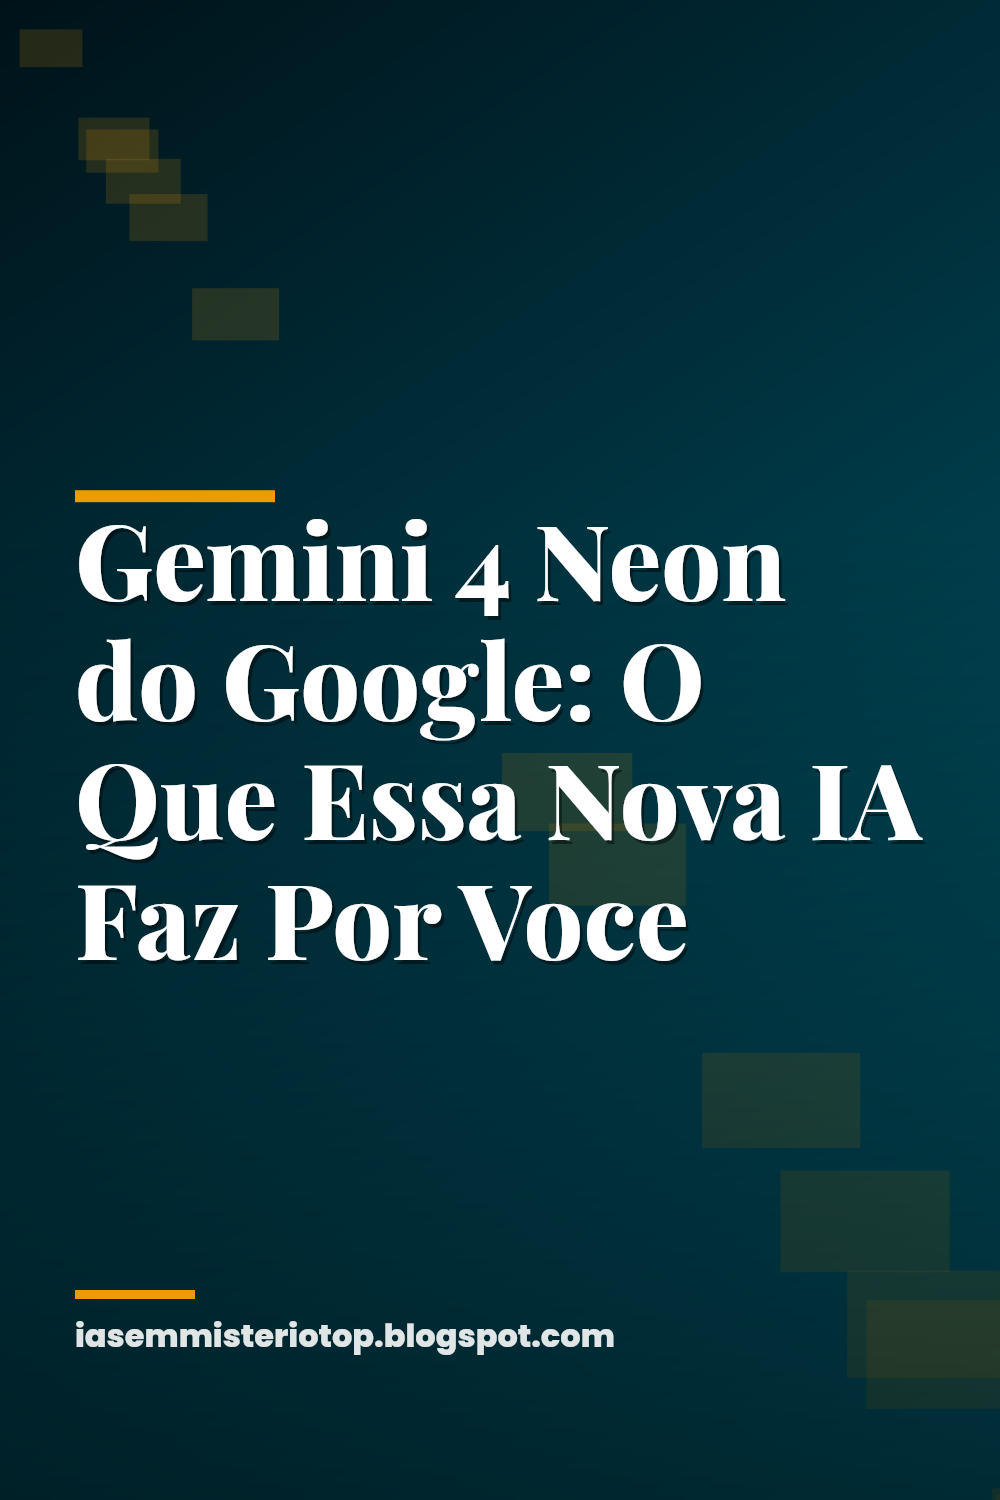 Gemini 4 Neon
do Google: O
Que Essa Nova IA
Faz Por Voce
iasemmisteriotop.blogspot.com